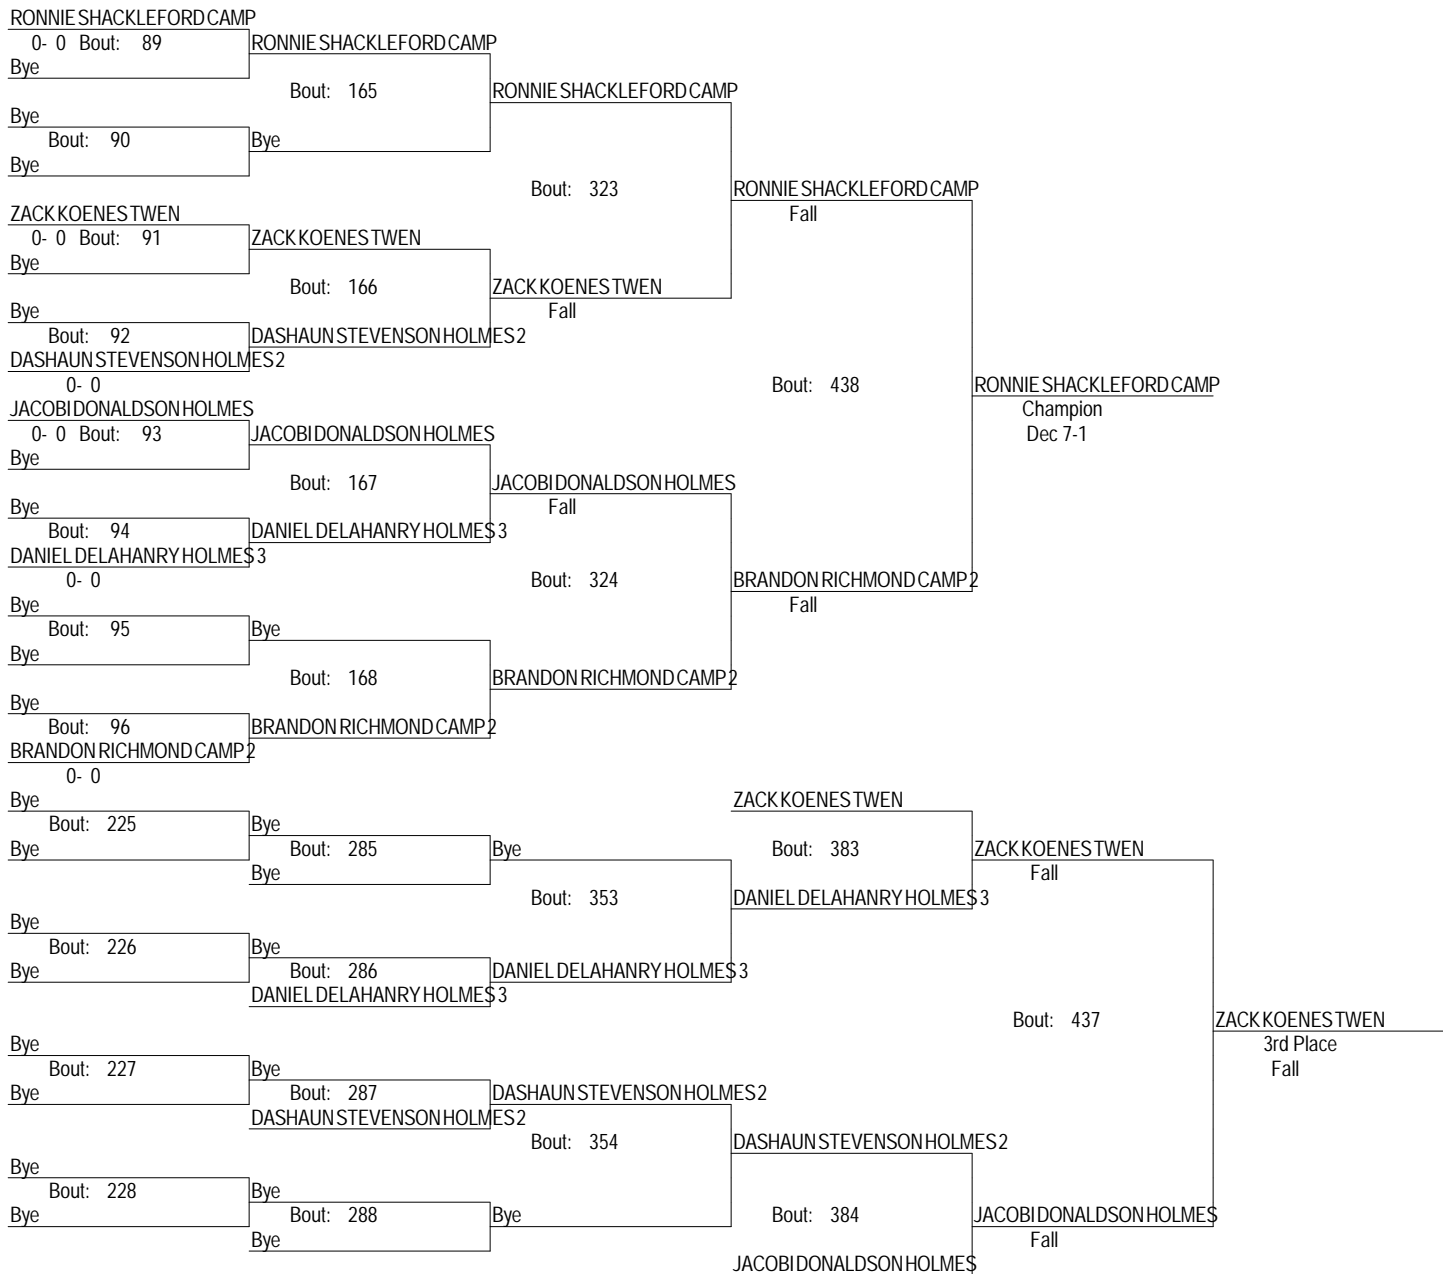 RONNIE SHACKLEFORD CAMP
0- 0 Bout: 89 RONNIE SHACKLEFORD CAMP
Bye
Bout: 165 RONNIE SHACKLEFORD CAMP
Bye
Bout: 90 Bye
Bye
Bout: 323 RONNIE SHACKLEFORD CAMP
ZACK KOENES TWEN Fall
0- 0 Bout: 91 ZACK KOENES TWEN
Bye
Bout: 166 ZACK KOENES TWEN
Bye Fall
Bout: 92 DASHAUN STEVENSON HOLMES 2
DASHAUN STEVENSON HOLMES 2
0- 0 Bout: 438 RONNIE SHACKLEFORD CAMP
JACOBI DONALDSON HOLMES Champion
0- 0 Bout: 93 JACOBI DONALDSON HOLMES Dec 7-1
Bye
Bout: 167 JACOBI DONALDSON HOLMES
Bye Fall
Bout: 94 DANIEL DELAHANRY HOLMES 3
DANIEL DELAHANRY HOLMES 3
0- 0 Bout: 324 BRANDON RICHMOND CAMP 2
Bye Fall
Bout: 95 Bye
Bye
Bout: 168 BRANDON RICHMOND CAMP 2
Bye
Bout: 96 BRANDON RICHMOND CAMP 2
BRANDON RICHMOND CAMP 2
0- 0
Bye ZACK KOENES TWEN
Bout: 225 Bye
Bye Bout: 285 Bye Bout: 383 ZACK KOENES TWEN
Bye Fall
Bout: 353 DANIEL DELAHANRY HOLMES 3
Bye
Bout: 226 Bye
Bye Bout: 286 DANIEL DELAHANRY HOLMES 3
DANIEL DELAHANRY HOLMES 3
Bout: 437 ZACK KOENES TWEN
Bye 3rd Place
Bout: 227 Bye Fall
Bye Bout: 287 DASHAUN STEVENSON HOLMES 2
DASHAUN STEVENSON HOLMES 2
Bout: 354 DASHAUN STEVENSON HOLMES 2
Bye
Bout: 228 Bye
Bye Bout: 288 Bye Bout: 384 JACOBI DONALDSON HOLMES
Bye Fall
JACOBI DONALDSON HOLMES